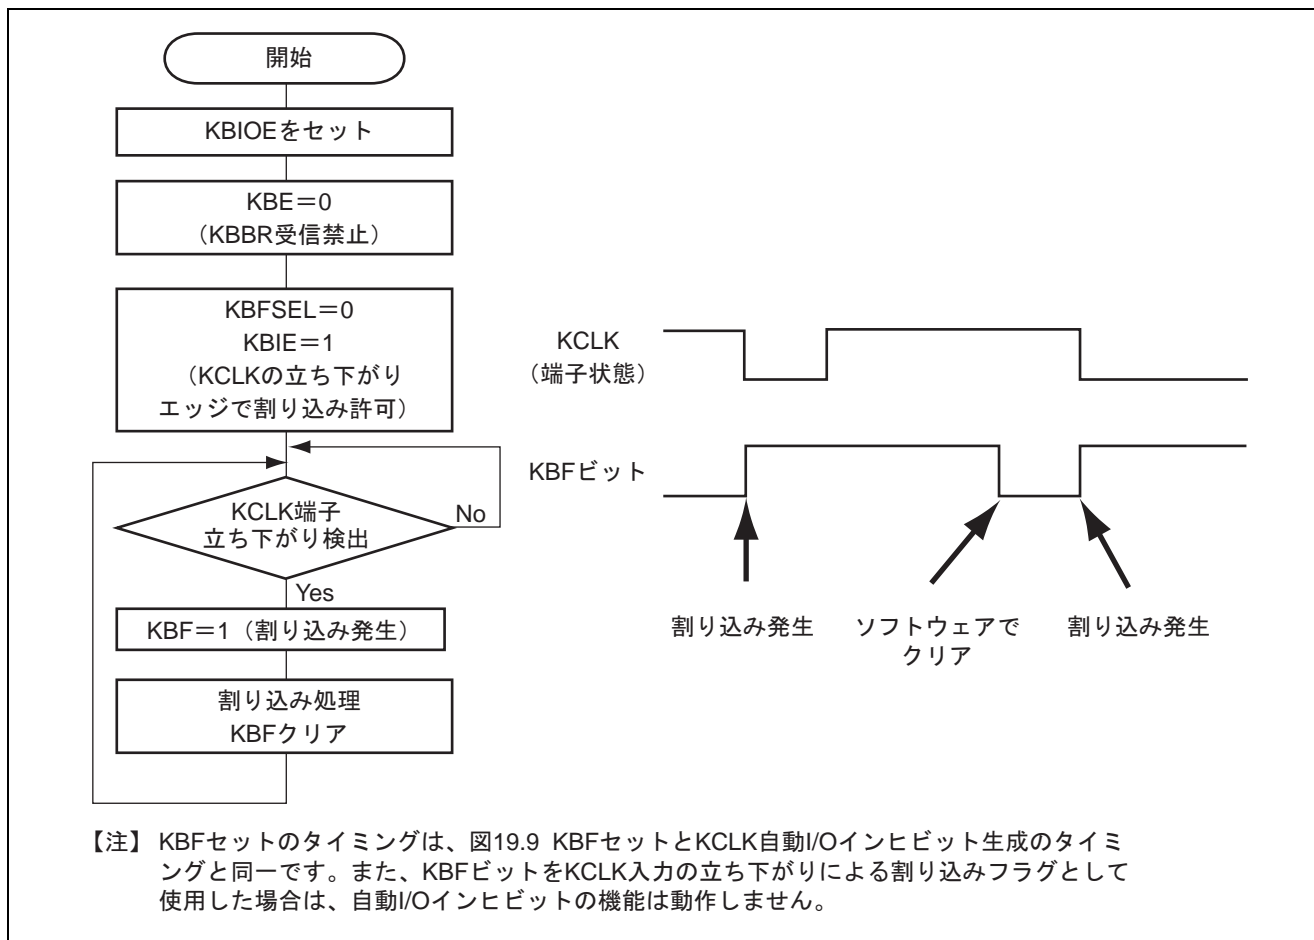 開始
KBIOEをセット
KBE＝0
（KBBR受信禁止）
KBFSEL＝0
KBIE＝1
（KCLKの立ち下がり
エッジで割り込み許可）
KCLK端子
立ち下がり検出
No
Yes
KBF＝1（割り込み発生）
割り込み処理
KBFクリア
KCLK
（端子状態）
KBFビット
割り込み発生
ソフトウェアで
クリア
割り込み発生
【注】 KBFセットのタイミングは、図19.9 KBFセットとKCLK自動I/Oインヒビット生成のタイミ
ングと同一です。また、KBFビットをKCLK入力の立ち下がりによる割り込みフラグとして
使用した場合は、自動I/Oインヒビットの機能は動作しません。